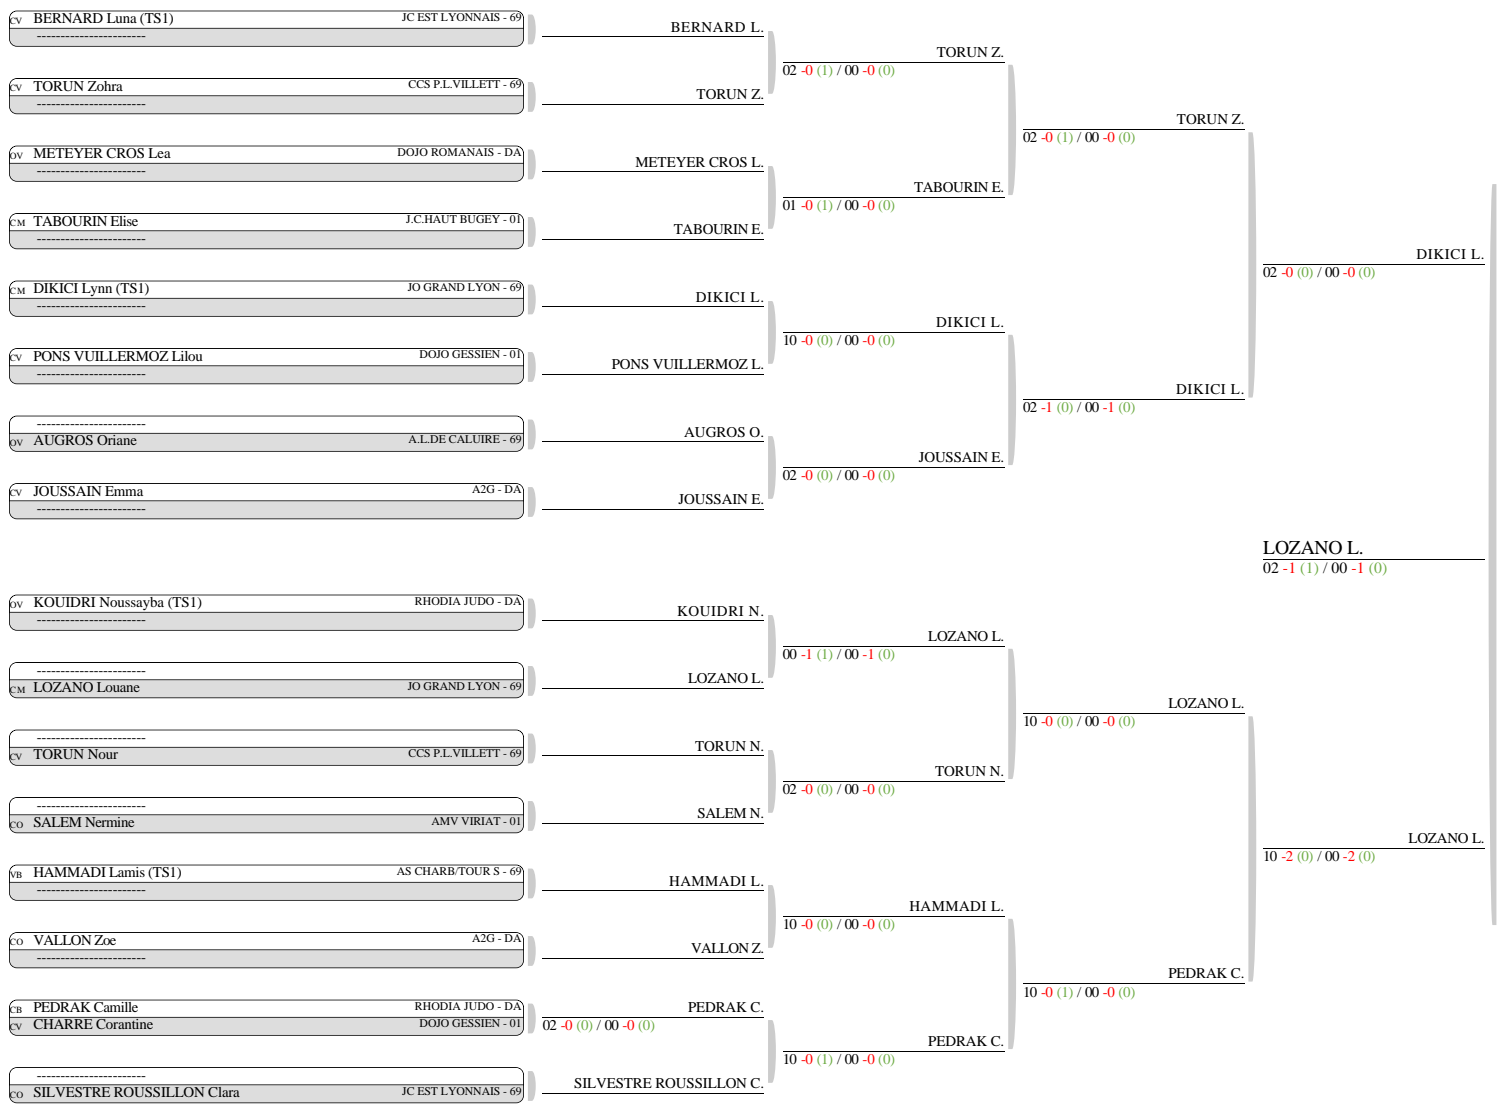 CV BERNARD Luna (TS1) JC EST LYONNAIS - 69
-----------------------
CV TORUN Zohra CCS P.L.VILLETT - 69
-----------------------
OV METEYER CROS Lea DOJO ROMANAIS - DA
-----------------------
CM TABOURIN Elise J.C.HAUT BUGEY - 01
-----------------------
CM DIKICI Lynn (TS1) JO GRAND LYON - 69
-----------------------
CV PONS VUILLERMOZ Lilou DOJO GESSIEN - 01
-----------------------
-----------------------
OV AUGROS Oriane A.L.DE CALUIRE - 69
CV JOUSSAIN Emma A2G - DA
-----------------------
OV KOUIDRI Noussayba (TS1) RHODIA JUDO - DA
-----------------------
-----------------------
CM LOZANO Louane JO GRAND LYON - 69
-----------------------
CV TORUN Nour CCS P.L.VILLETT - 69
-----------------------
CO SALEM Nermine AMV VIRIAT - 01
VB HAMMADI Lamis (TS1) AS CHARB/TOUR S - 69
-----------------------
CO VALLON Zoe A2G - DA
-----------------------
CB PEDRAK Camille RHODIA JUDO - DA
CV CHARRE Corantine DOJO GESSIEN - 01
-----------------------
CO SILVESTRE ROUSSILLON Clara JC EST LYONNAIS - 69
BERNARD L.
TORUN Z.
METEYER CROS L.
TABOURIN E.
DIKICI L.
PONS VUILLERMOZ L.
AUGROS O.
JOUSSAIN E.
KOUIDRI N.
LOZANO L.
TORUN N.
SALEM N.
HAMMADI L.
VALLON Z.
PEDRAK C.
02 -0 (0) / 00 -0 (0)
SILVESTRE ROUSSILLON C.
TORUN Z.
02 -0 (1) / 00 -0 (0)
TABOURIN E.
01 -0 (1) / 00 -0 (0)
DIKICI L.
10 -0 (0) / 00 -0 (0)
JOUSSAIN E.
02 -0 (0) / 00 -0 (0)
LOZANO L.
00 -1 (1) / 00 -1 (0)
TORUN N.
02 -0 (0) / 00 -0 (0)
HAMMADI L.
10 -0 (0) / 00 -0 (0)
PEDRAK C.
10 -0 (1) / 00 -0 (0)
TORUN Z.
02 -0 (1) / 00 -0 (0)
DIKICI L.
02 -1 (0) / 00 -1 (0)
LOZANO L.
10 -0 (0) / 00 -0 (0)
PEDRAK C.
10 -0 (1) / 00 -0 (0)
DIKICI L.
02 -0 (0) / 00 -0 (0)
LOZANO L.
02 -1 (1) / 00 -1 (0)
LOZANO L.
10 -2 (0) / 00 -2 (0)